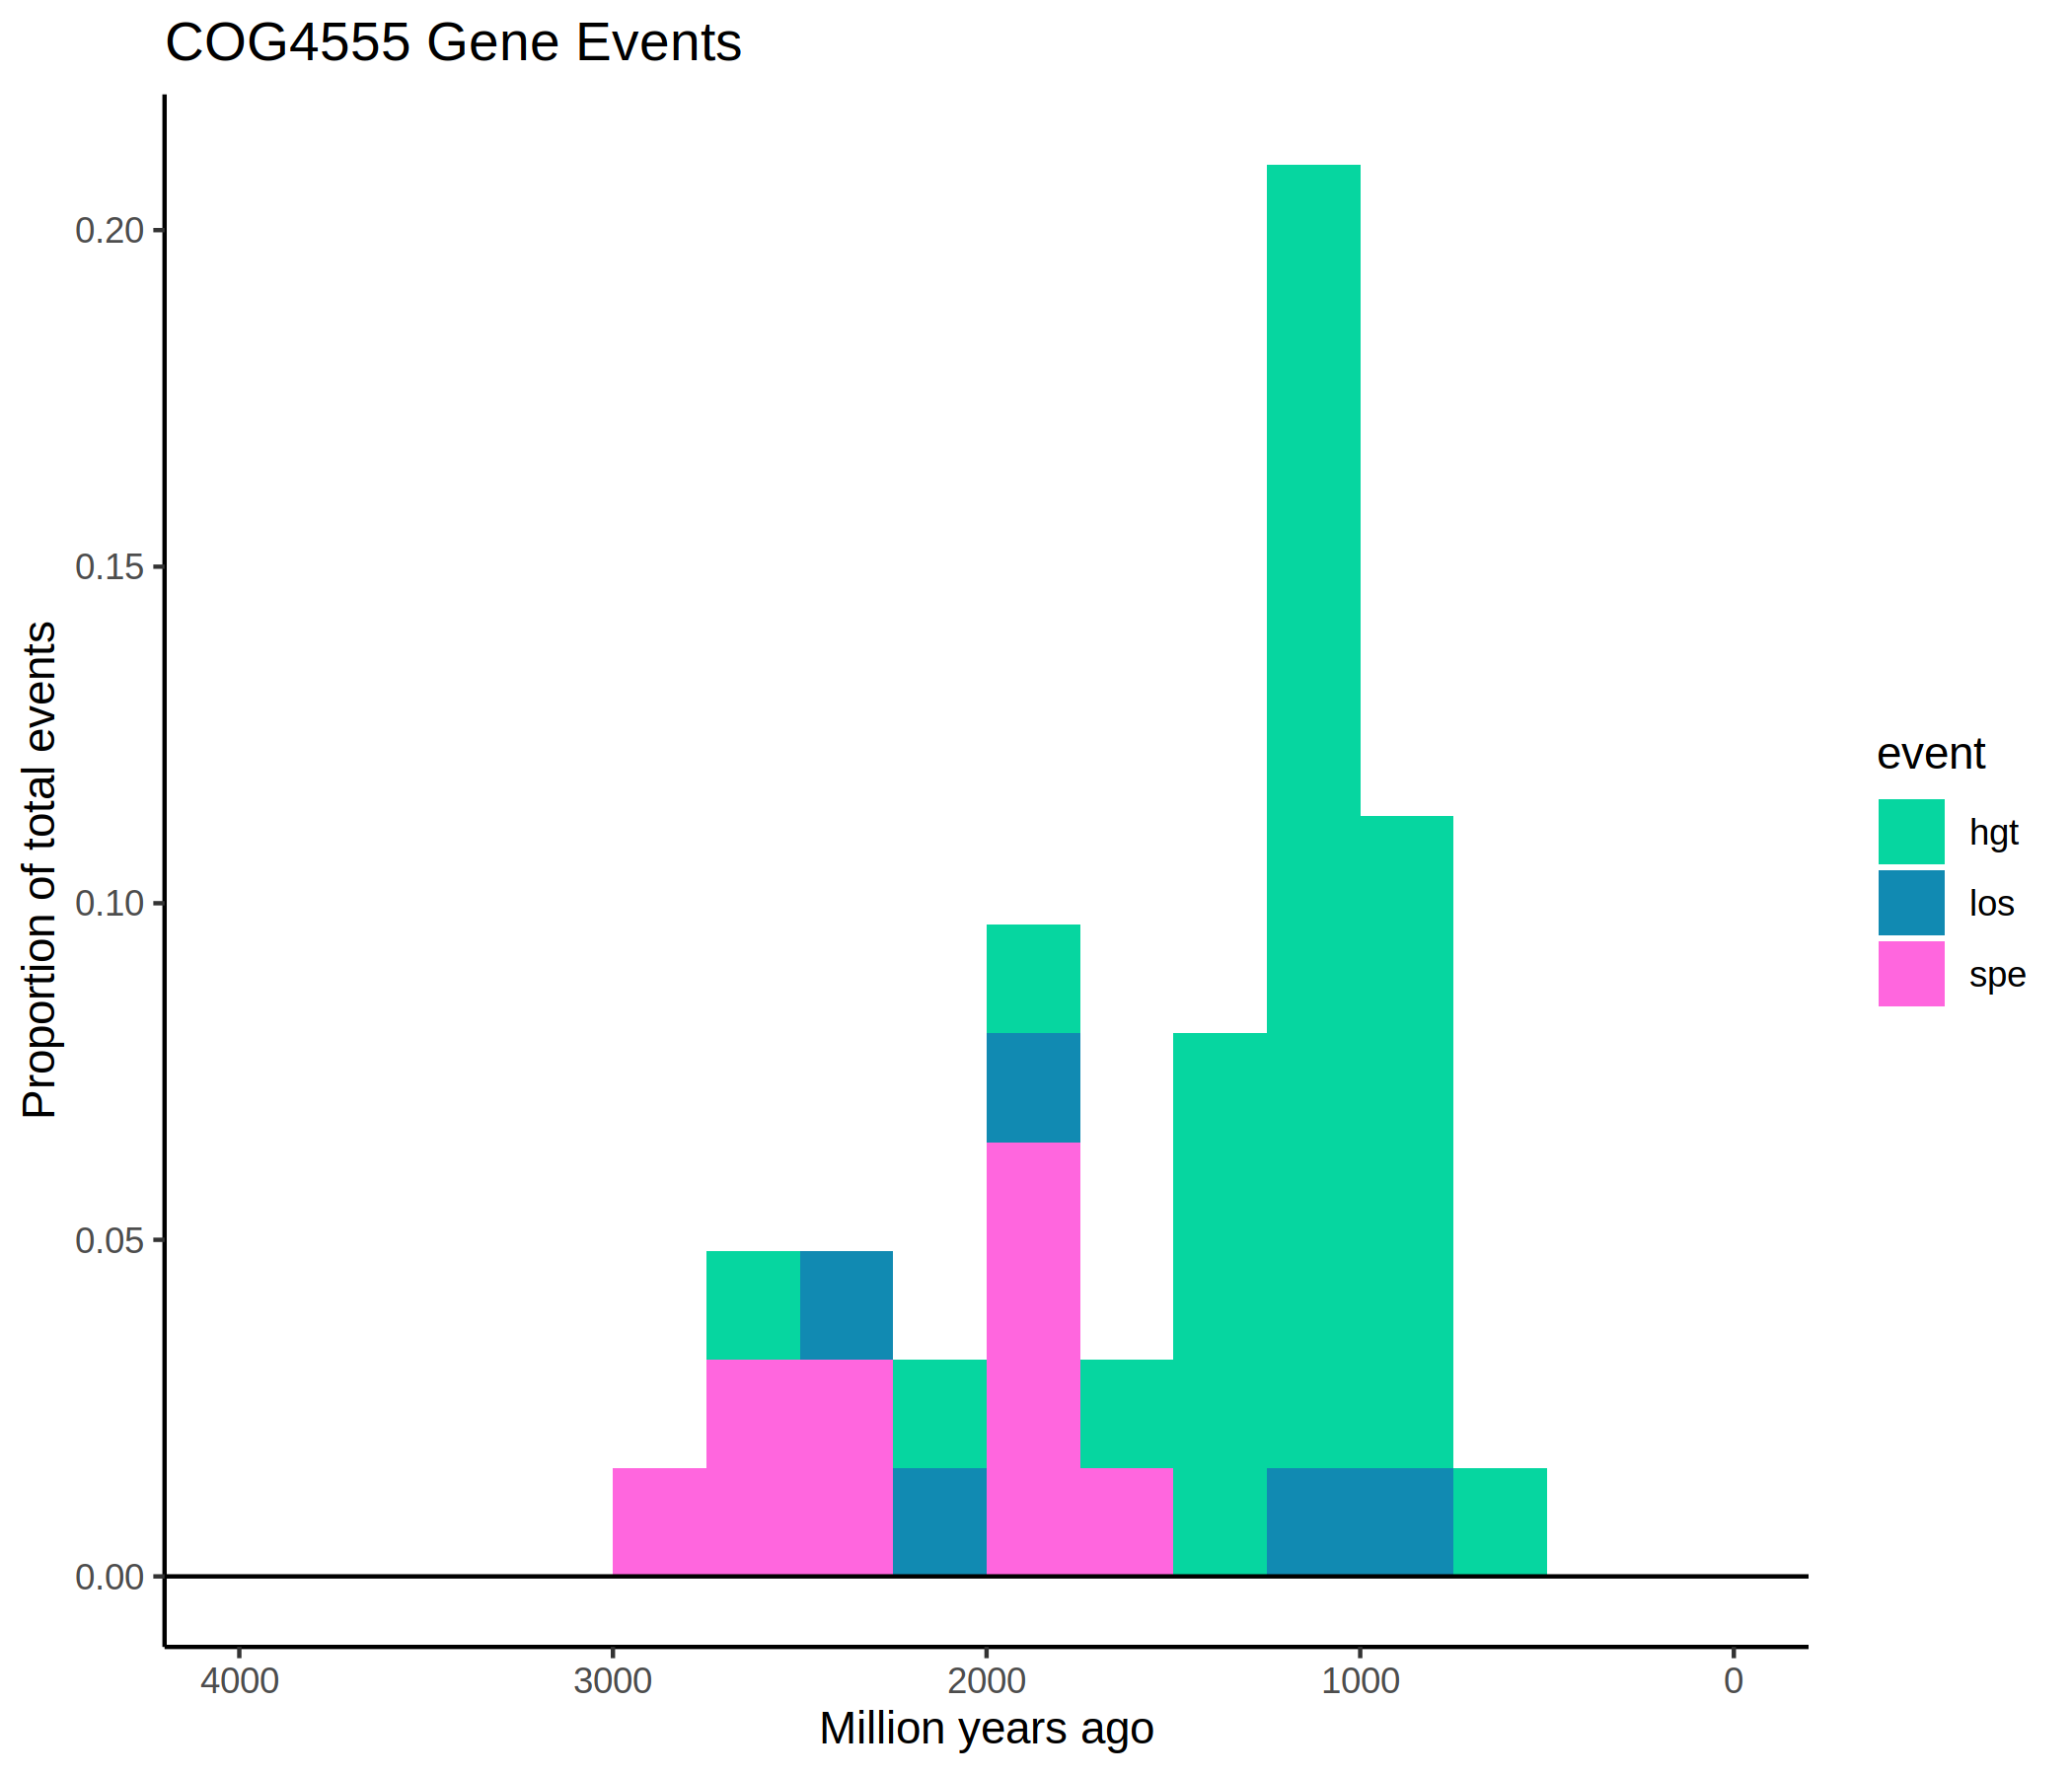 COG4555 Gene Events
Proportion of total events
0.20
0.15
0.10
0.05
0.00
4000 3000 2000 1000 0
Million years ago
event
hgt
los
spe